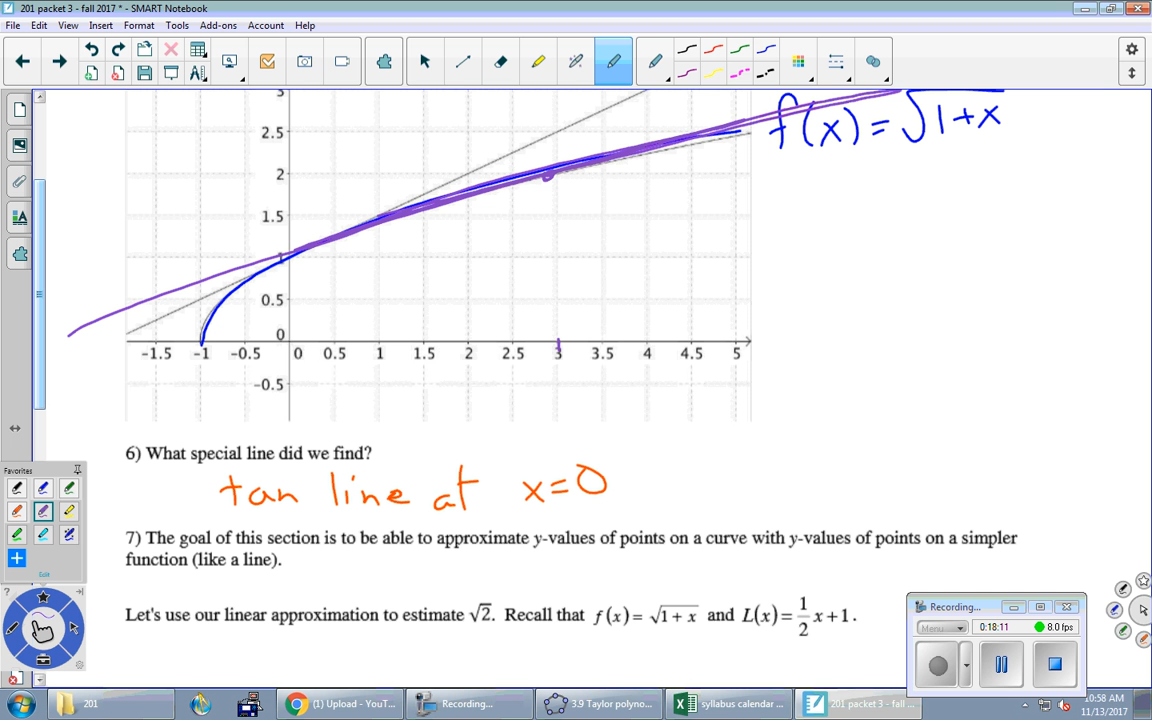 201 packet 3 - fall 2017 * - SMART Notebook
File Edit View Insert Format Tools Add-ons Account Help
f(x) = √1+x
3
2.5
2
1.5
0.5
0
-1.5 -1 -0.5 0 0.5 1 1.5 2 2.5 3 3.5 4 4.5 5
-0.5
6) What special line did we find?
tan line at x=0
Favorites
Edit
7) The goal of this section is to be able to approximate y-values of points on a curve with y-values of points on a simpler
function (like a line).
Let's use our linear approximation to estimate √2. Recall that f(x) = √1+x and L(x) = 1/2 x+1.
Recording...
Menu 0:18:11 8.0 fps
201 (1) Upload - YouT... Recording... 3.9 Taylor polyno... syllabus calendar ... 201 packet 3 - fall ... 10:58 AM
11/13/2017